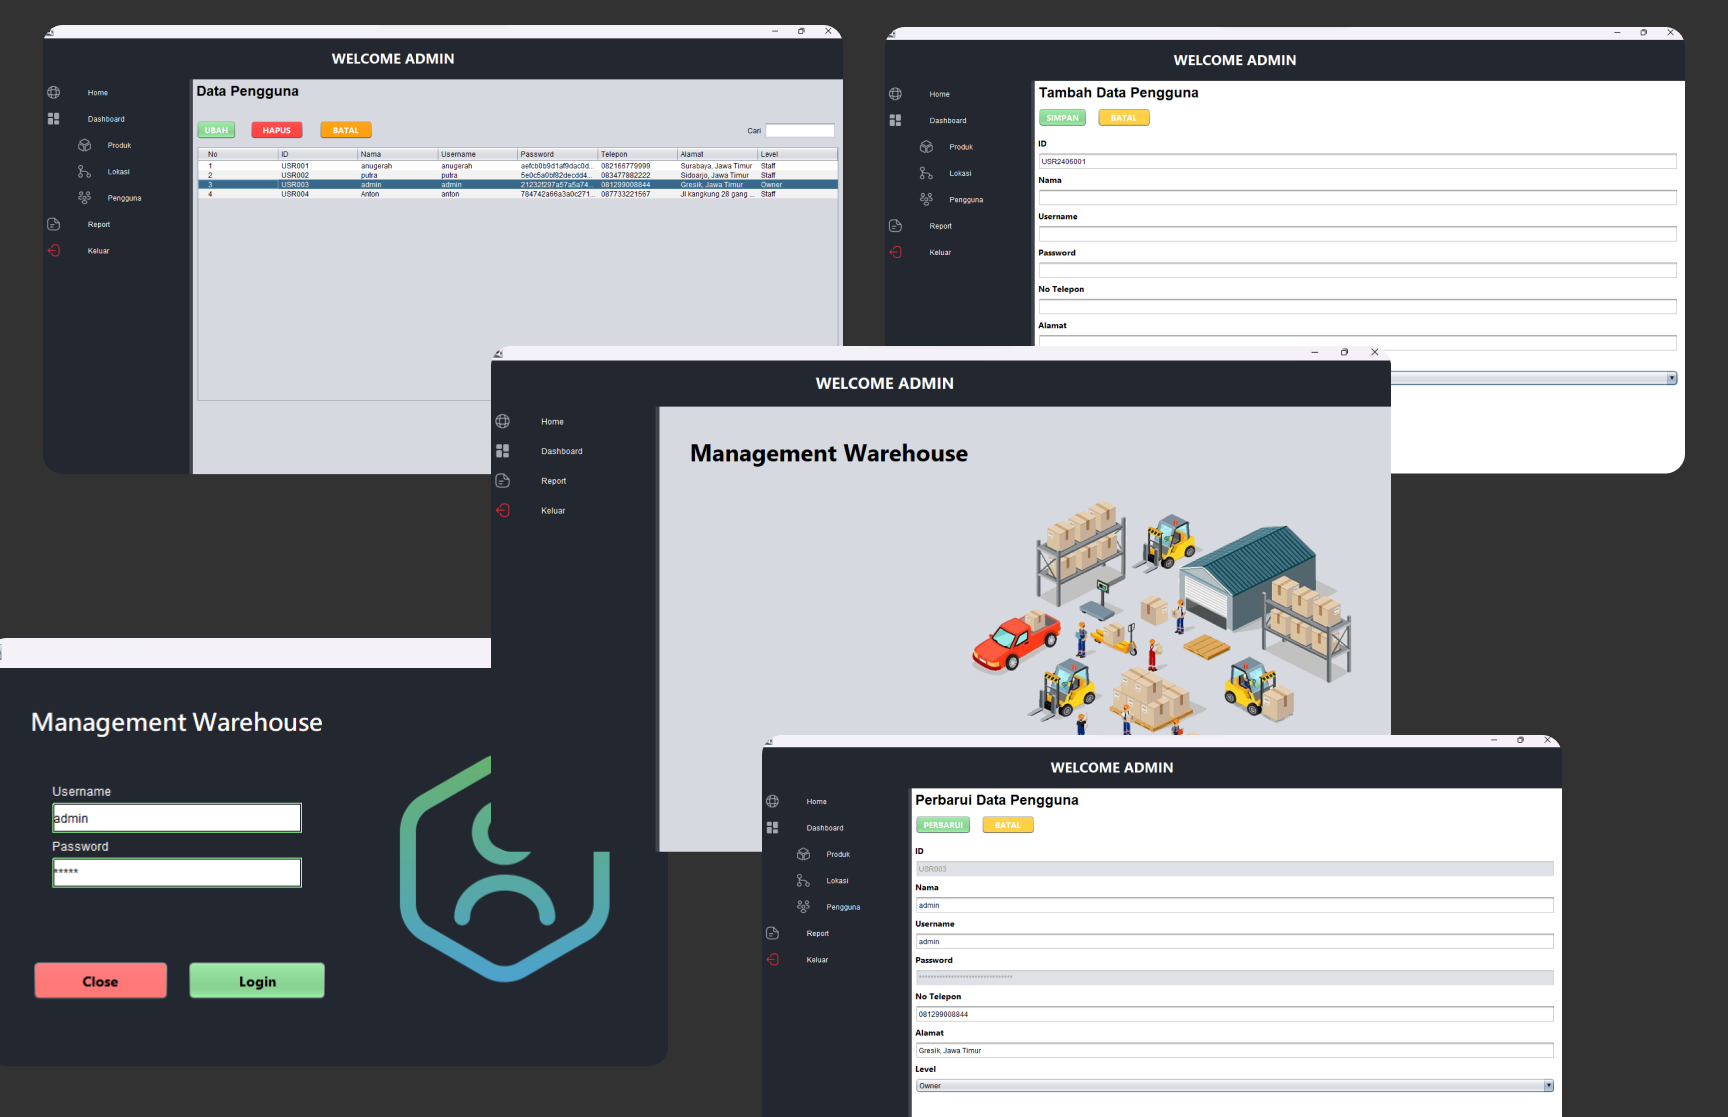 WELCOME ADMIN
Home
Dashboard
Produk
Lokasi
Pengguna
Report
Keluar
Data Pengguna
UBAH HAPUS BATAL Cari
No ID Nama Username Password Telepon Alamat Level
1 USR001 anugerah anugerah 082166779999 Surabaya, Jawa Timur Staff
2 USR002 putra putra 083477882222 Sidoarjo, Jawa Timur Staff
3 USR003 admin admin 081299008844 Gresik, Jawa Timur Owner
4 USR004 Anton anton 087733221567 Jl kangkung 28 gang ... Staff
WELCOME ADMIN
Home
Dashboard
Produk
Lokasi
Pengguna
Report
Keluar
Tambah Data Pengguna
SIMPAN BATAL
ID
USR2406001
Nama
Username
Password
No Telepon
Alamat
WELCOME ADMIN
Home
Dashboard
Report
Keluar
Management Warehouse
Management Warehouse
Username
admin
Password
*****
Close Login
WELCOME ADMIN
Home
Dashboard
Produk
Lokasi
Pengguna
Report
Keluar
Perbarui Data Pengguna
PERBARUI BATAL
ID
USR003
Nama
admin
Username
admin
Password
No Telepon
081299008844
Alamat
Gresik, Jawa Timur
Level
Owner